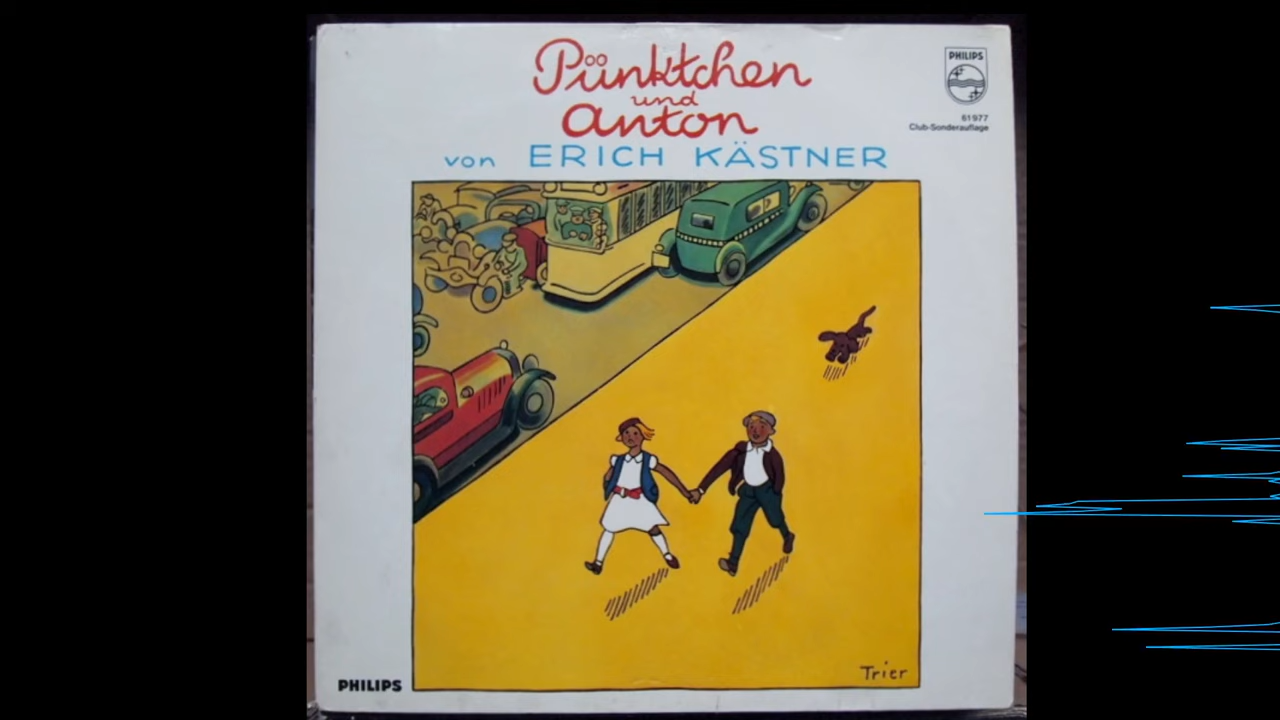 Pünktchen
und
Anton
von ERICH KÄSTNER
PHILIPS
61977
Club-Sonderauflage
Trier
PHILIPS